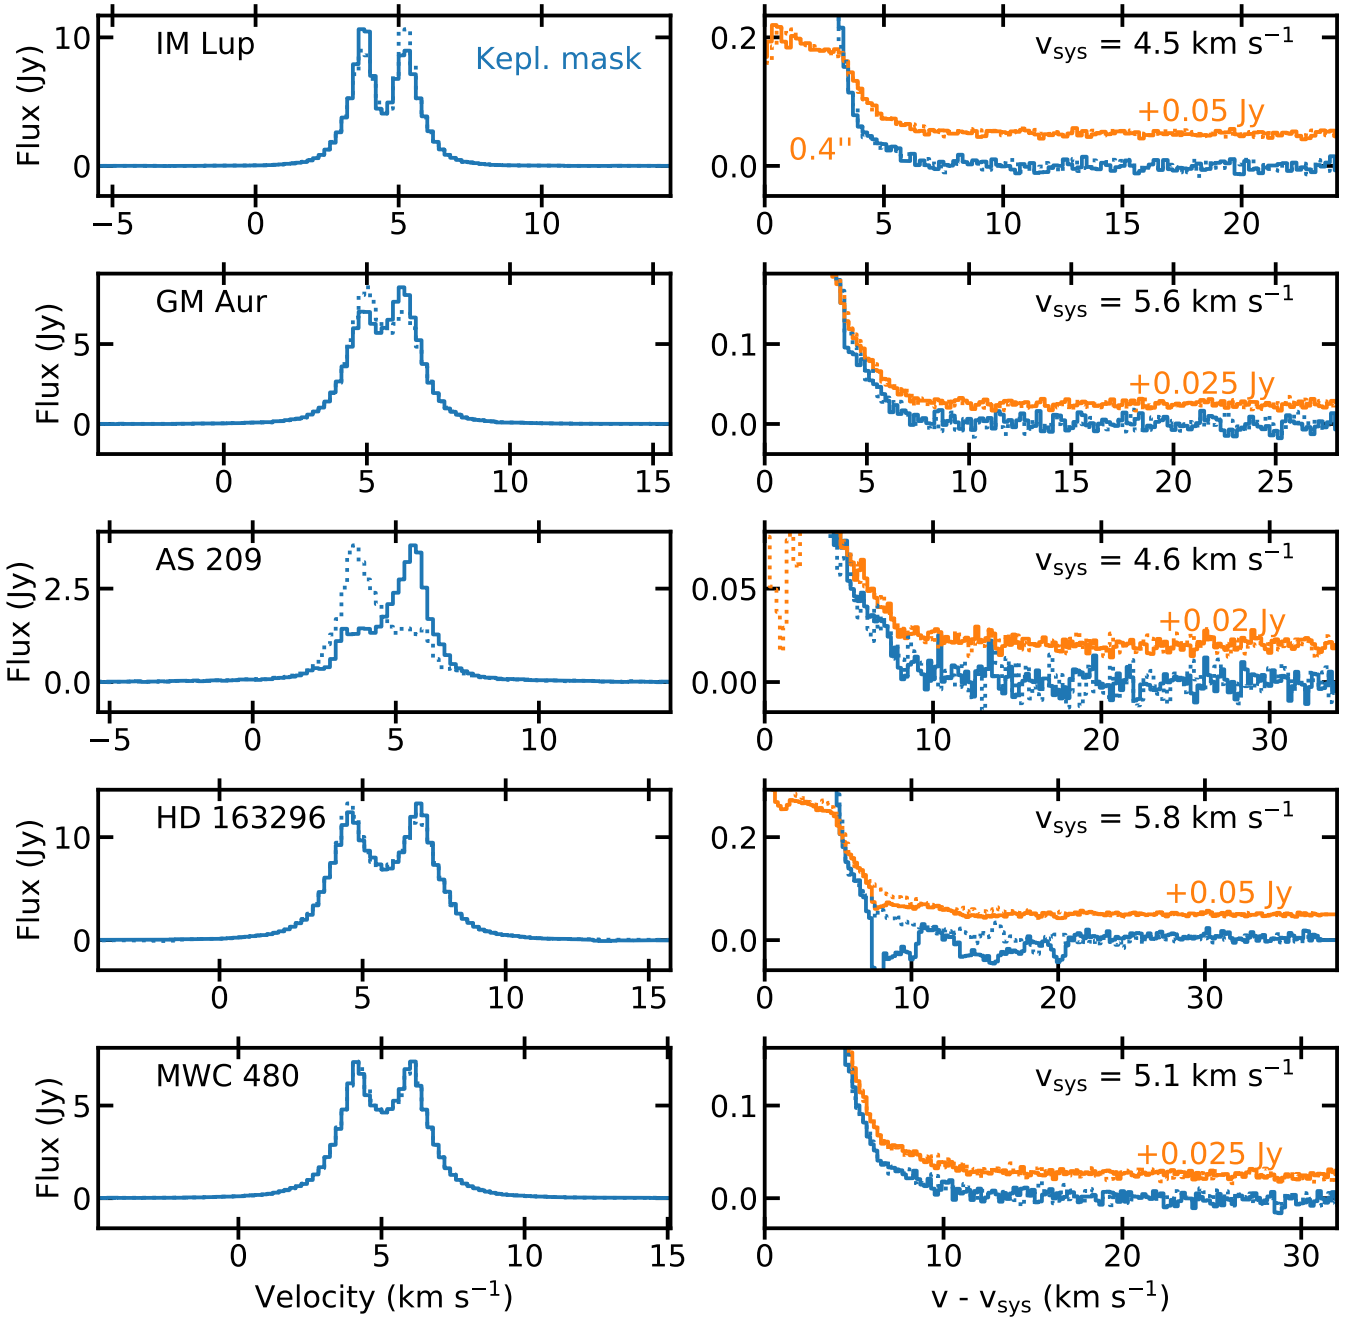 IM Lup
Kepl. mask
Flux (Jy)
10
0
−5 0 5 10
v_sys = 4.5 km s⁻¹
+0.05 Jy
0.4''
0.2
0.0
0 5 10 15 20
GM Aur
Flux (Jy)
5
0
0 5 10 15
v_sys = 5.6 km s⁻¹
+0.025 Jy
0.1
0.0
0 5 10 15 20 25
AS 209
Flux (Jy)
2.5
0.0
−5 0 5 10
v_sys = 4.6 km s⁻¹
+0.02 Jy
0.05
0.00
0 10 20 30
HD 163296
Flux (Jy)
10
0
0 5 10 15
v_sys = 5.8 km s⁻¹
+0.05 Jy
0.2
0.0
0 10 20 30
MWC 480
Flux (Jy)
5
0
0 5 10 15
Velocity (km s⁻¹)
v_sys = 5.1 km s⁻¹
+0.025 Jy
0.1
0.0
0 10 20 30
v - v_sys (km s⁻¹)